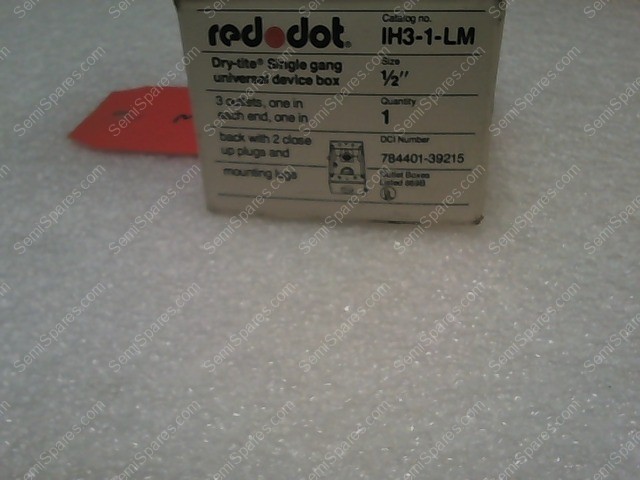 red dot®
Catalog no.
IH3-1-LM
Dry-tite® Single gang
universal device box
Size
1/2"
3 outlets, one in
each end, one in
back with 2 close
up plugs and
mounting lugs
Quantity
1
DCI Number
784401-39215
Outlet Boxes
Listed 869B
UL
SemiSpares.com